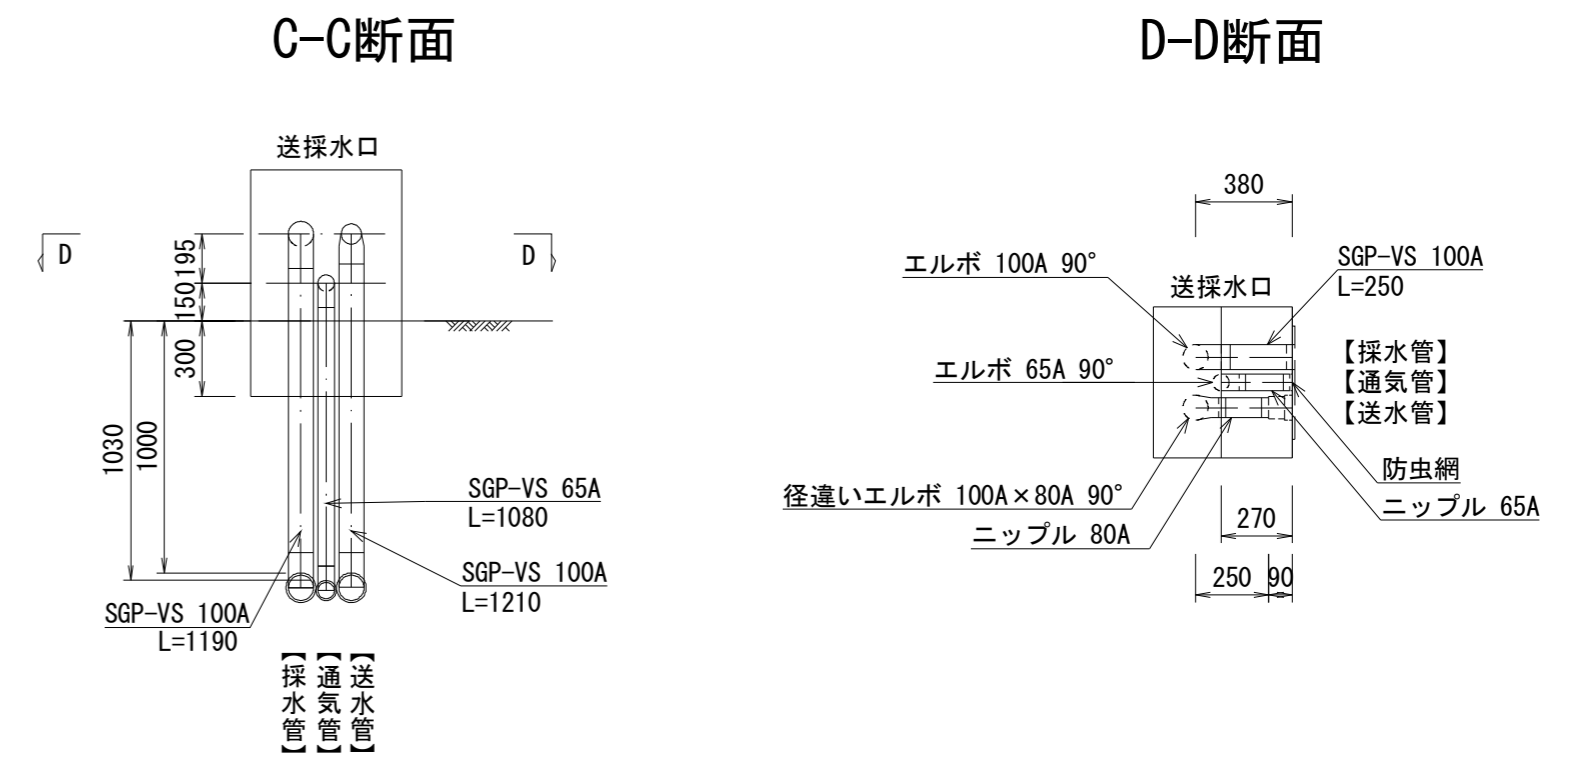 C-C断面
送採水口
D
D
195
150
300
1030
1000
SGP-VS 65A
L=1080
SGP-VS 100A
L=1210
SGP-VS 100A
L=1190
【採水管】
【通気管】
【送水管】
D-D断面
380
エルボ 100A 90°
SGP-VS 100A
L=250
送採水口
エルボ 65A 90°
【採水管】
【通気管】
【送水管】
防虫網
径違いエルボ 100A×80A 90°
ニップル 65A
ニップル 80A
270
250
90